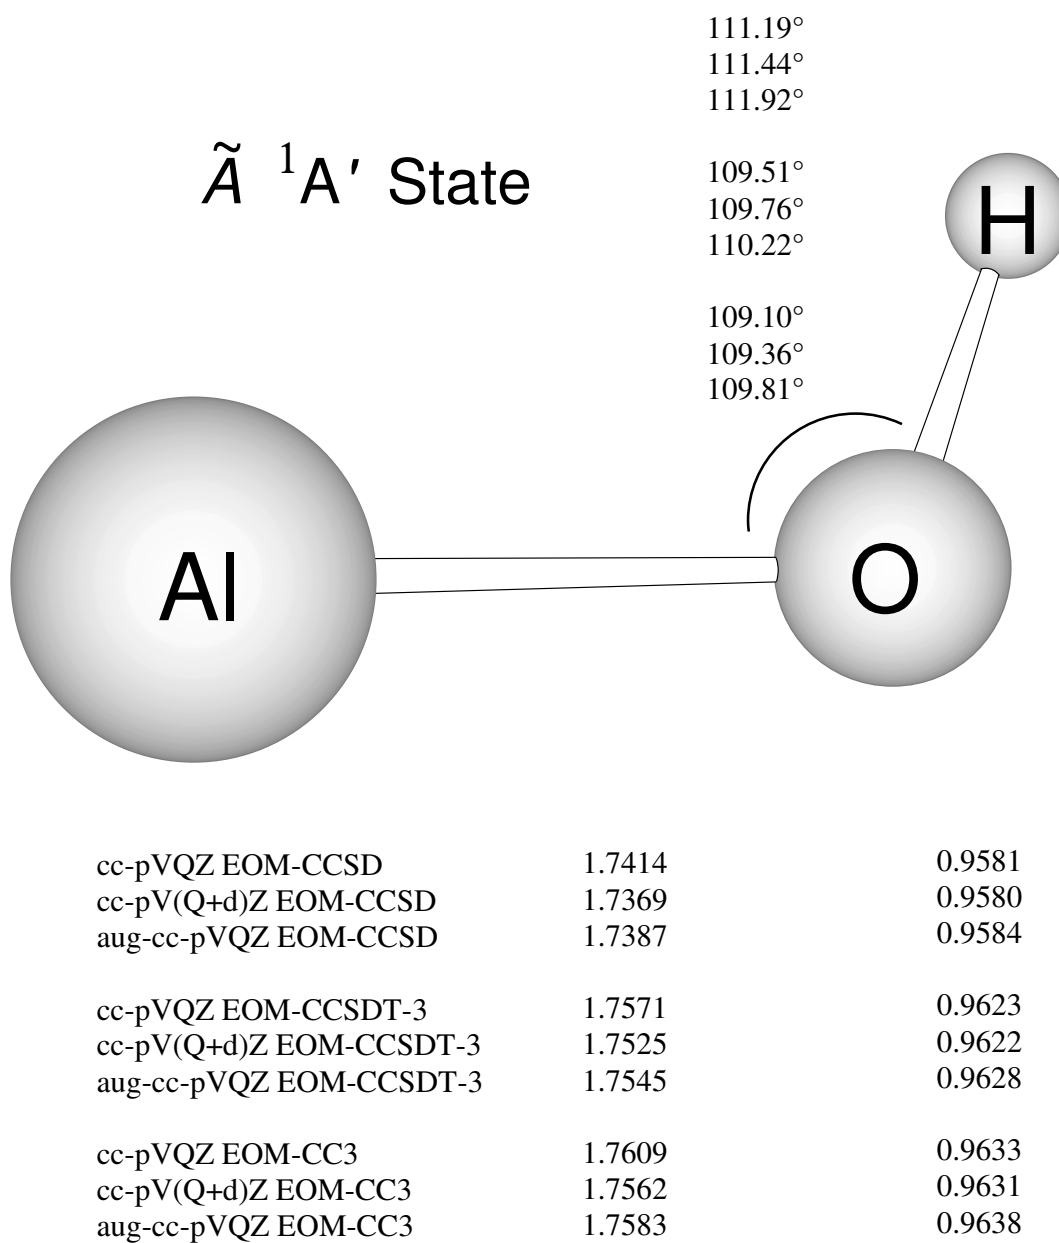 111.19°
111.44°
111.92°
Ã ¹A′ State
109.51°
109.76°
110.22°
109.10°
109.36°
109.81°
H
Al
O
cc-pVQZ EOM-CCSD 1.7414 0.9581
cc-pV(Q+d)Z EOM-CCSD 1.7369 0.9580
aug-cc-pVQZ EOM-CCSD 1.7387 0.9584
cc-pVQZ EOM-CCSDT-3 1.7571 0.9623
cc-pV(Q+d)Z EOM-CCSDT-3 1.7525 0.9622
aug-cc-pVQZ EOM-CCSDT-3 1.7545 0.9628
cc-pVQZ EOM-CC3 1.7609 0.9633
cc-pV(Q+d)Z EOM-CC3 1.7562 0.9631
aug-cc-pVQZ EOM-CC3 1.7583 0.9638